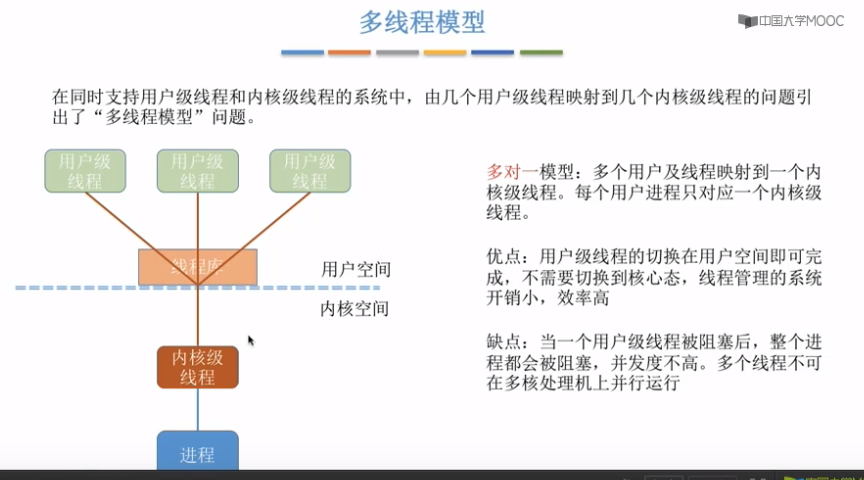 多线程模型
中国大学MOOC
在同时支持用户级线程和内核级线程的系统中，由几个用户级线程映射到几个内核级线程的问题引
出了“多线程模型”问题。
用户级
线程
用户级
线程
用户级
线程
线程库
用户空间
内核空间
内核级
线程
进程
多对一模型：多个用户及线程映射到一个内
核级线程。每个用户进程只对应一个内核级
线程。
优点：用户级线程的切换在用户空间即可完
成，不需要切换到核心态，线程管理的系统
开销小，效率高
缺点：当一个用户级线程被阻塞后，整个进
程都会被阻塞，并发度不高。多个线程不可
在多核处理机上并行运行